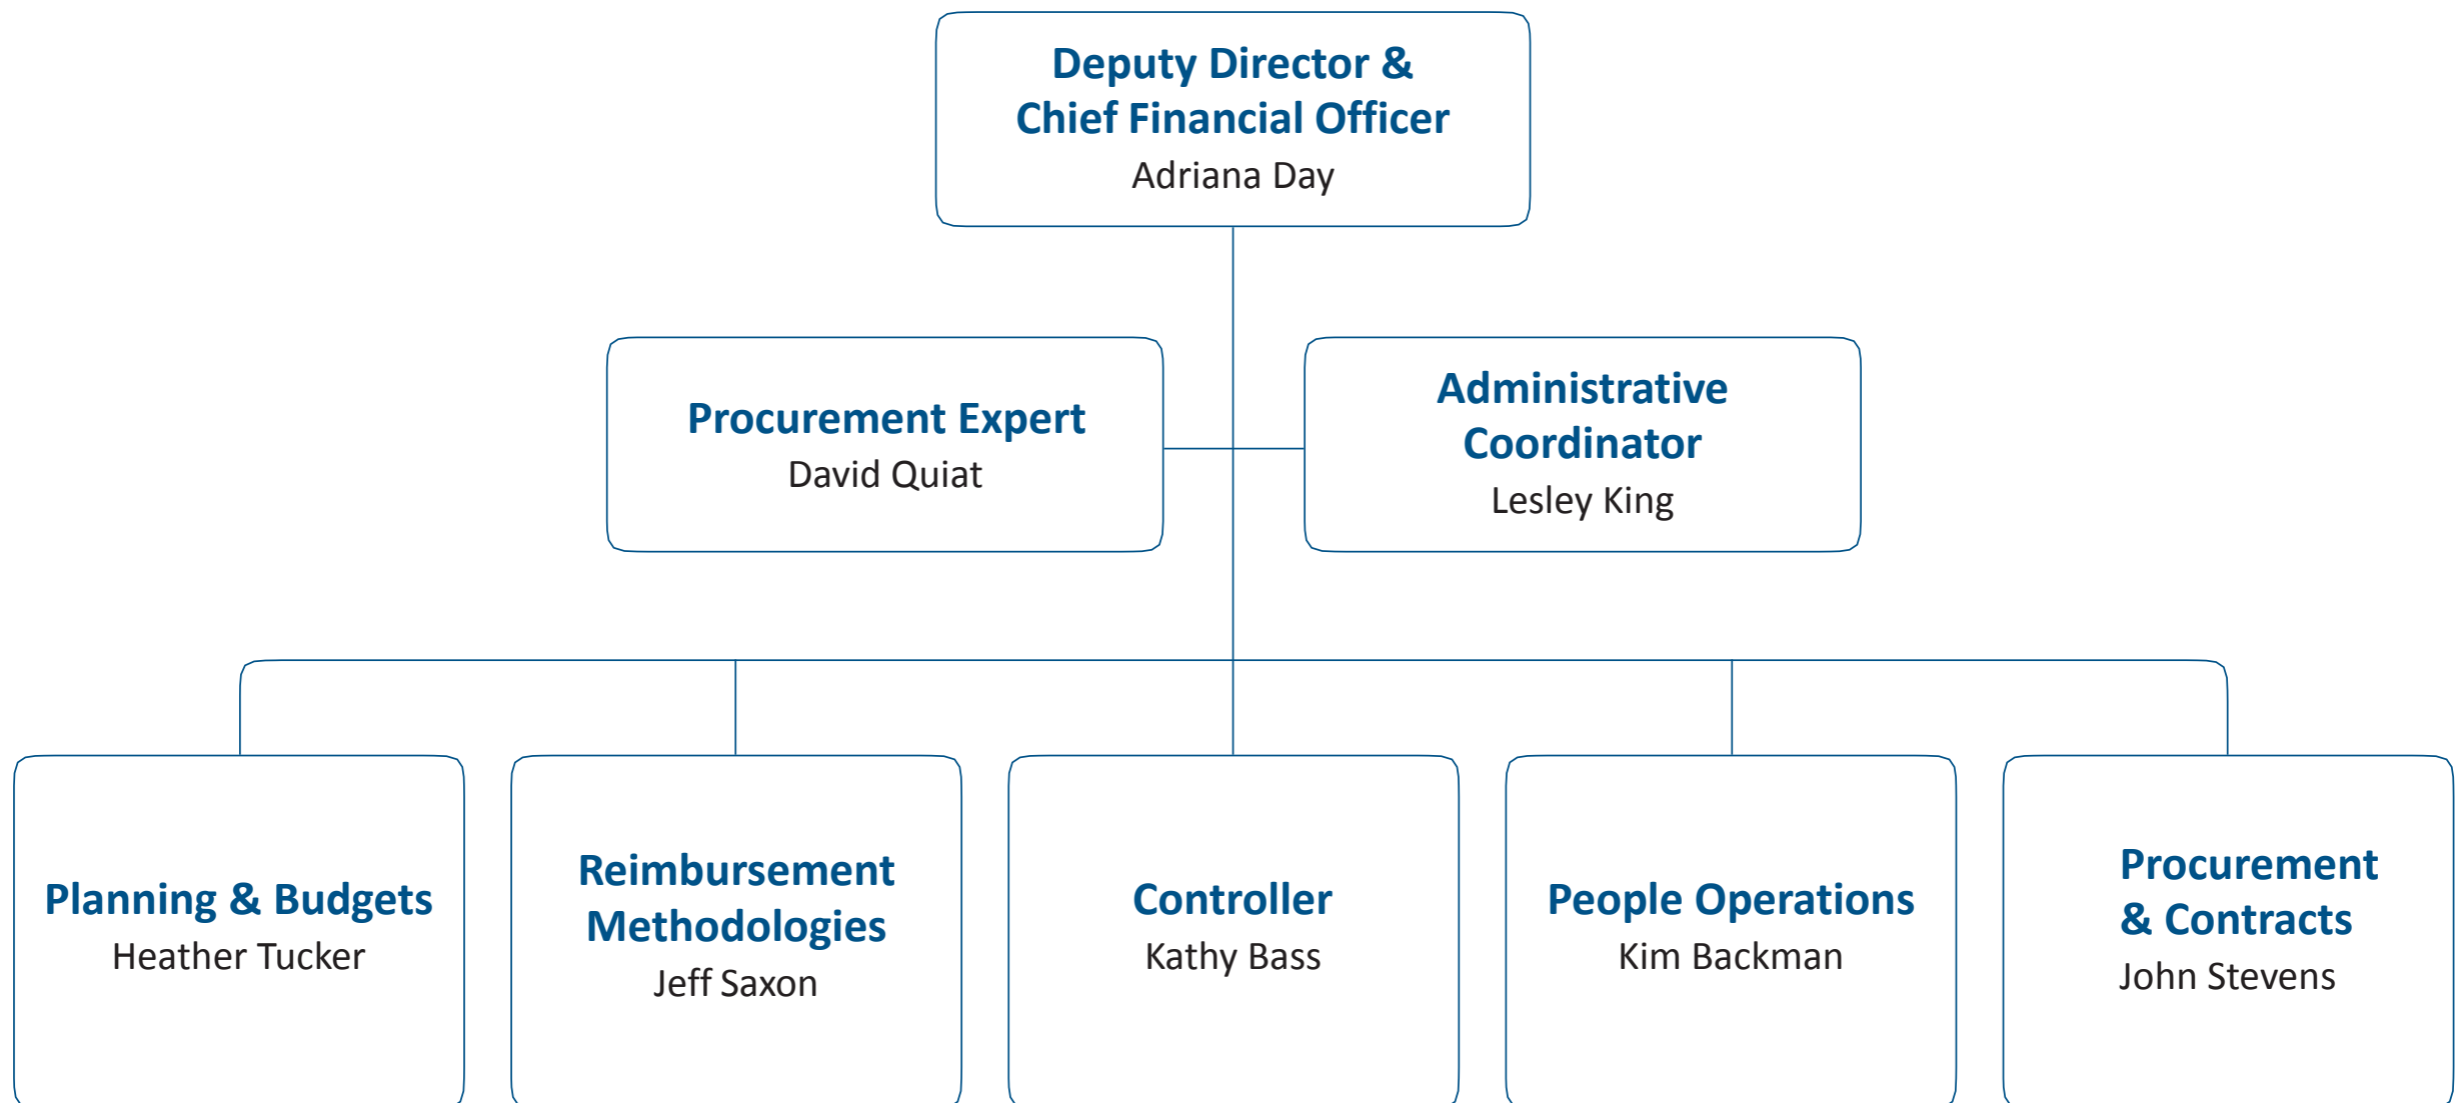 Deputy Director &
Chief Financial Officer
Adriana Day
Procurement Expert
David Quiat
Administrative
Coordinator
Lesley King
Planning & Budgets
Heather Tucker
Reimbursement
Methodologies
Jeff Saxon
Controller
Kathy Bass
People Operations
Kim Backman
Procurement
& Contracts
John Stevens